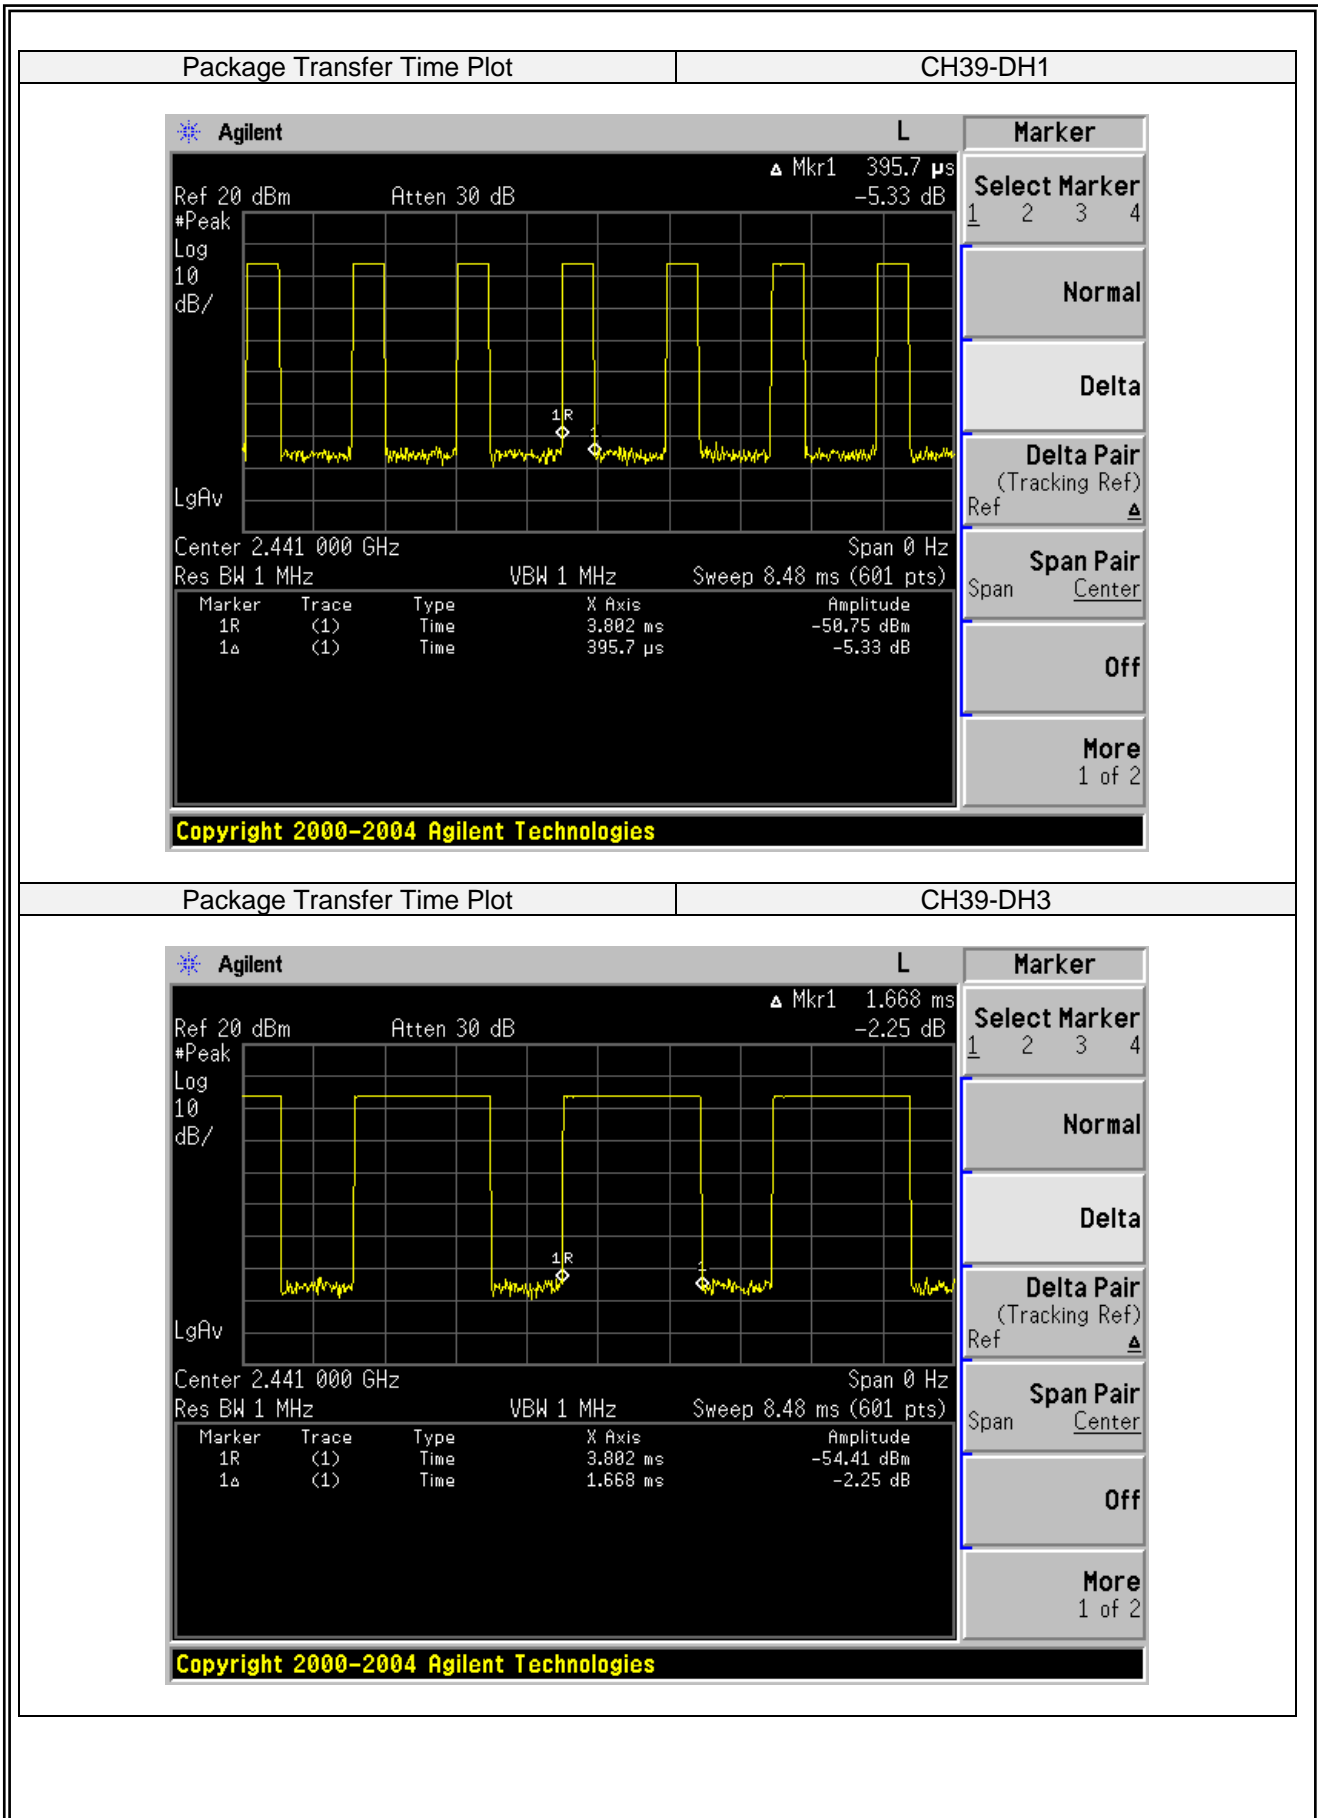 Package Transfer Time Plot CH39-DH1
Agilent L Marker
Δ Mkr1 395.7 µs
Ref 20 dBm Atten 30 dB -5.33 dB
Select Marker
1 2 3 4
#Peak
Log
10
dB/
Normal
Delta
1R
1
Delta Pair
(Tracking Ref)
Ref Δ
LgAv
Center 2.441 000 GHz Span 0 Hz
Res BW 1 MHz VBW 1 MHz Sweep 8.48 ms (601 pts)
Span Pair
Span Center
Marker Trace Type X Axis Amplitude
1R (1) Time 3.802 ms -50.75 dBm
1Δ (1) Time 395.7 µs -5.33 dB
Off
More
1 of 2
Copyright 2000-2004 Agilent Technologies
Package Transfer Time Plot CH39-DH3
Agilent L Marker
Δ Mkr1 1.668 ms
Ref 20 dBm Atten 30 dB -2.25 dB
Select Marker
1 2 3 4
#Peak
Log
10
dB/
Normal
Delta
1R
1
Delta Pair
(Tracking Ref)
Ref Δ
LgAv
Center 2.441 000 GHz Span 0 Hz
Res BW 1 MHz VBW 1 MHz Sweep 8.48 ms (601 pts)
Span Pair
Span Center
Marker Trace Type X Axis Amplitude
1R (1) Time 3.802 ms -54.41 dBm
1Δ (1) Time 1.668 ms -2.25 dB
Off
More
1 of 2
Copyright 2000-2004 Agilent Technologies